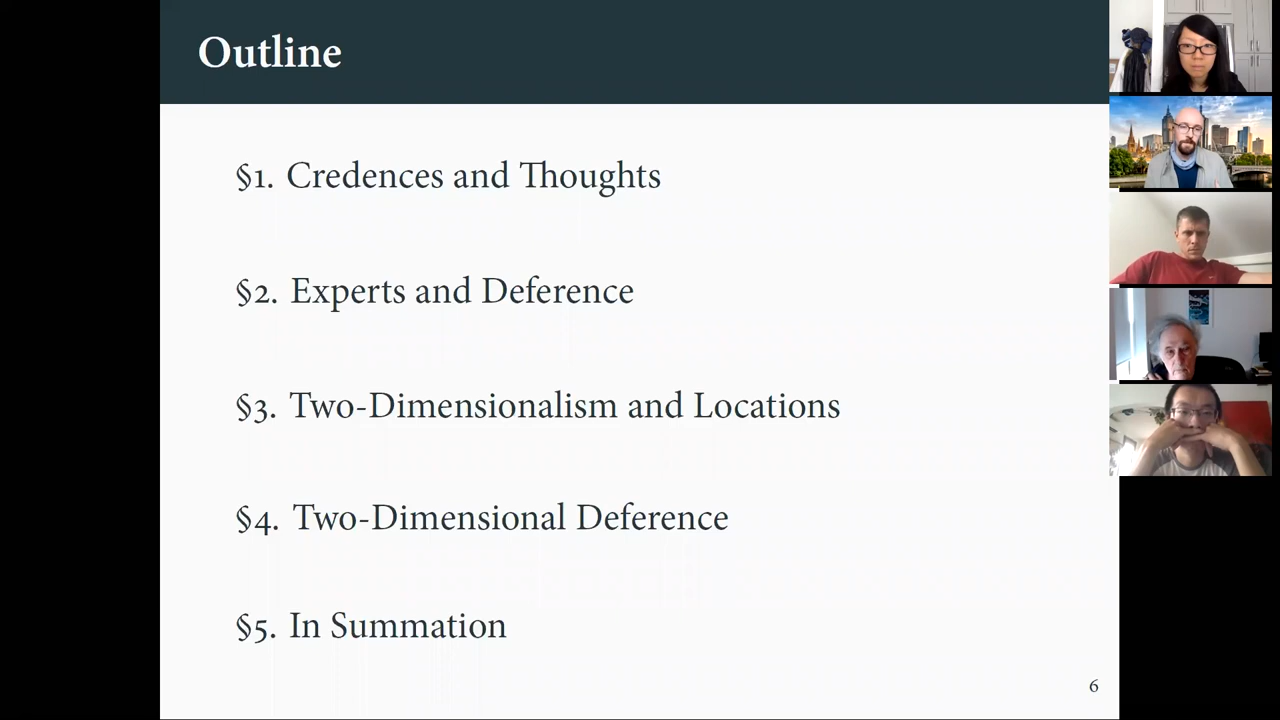 Outline
§1. Credences and Thoughts
§2. Experts and Deference
§3. Two-Dimensionalism and Locations
§4. Two-Dimensional Deference
§5. In Summation
6